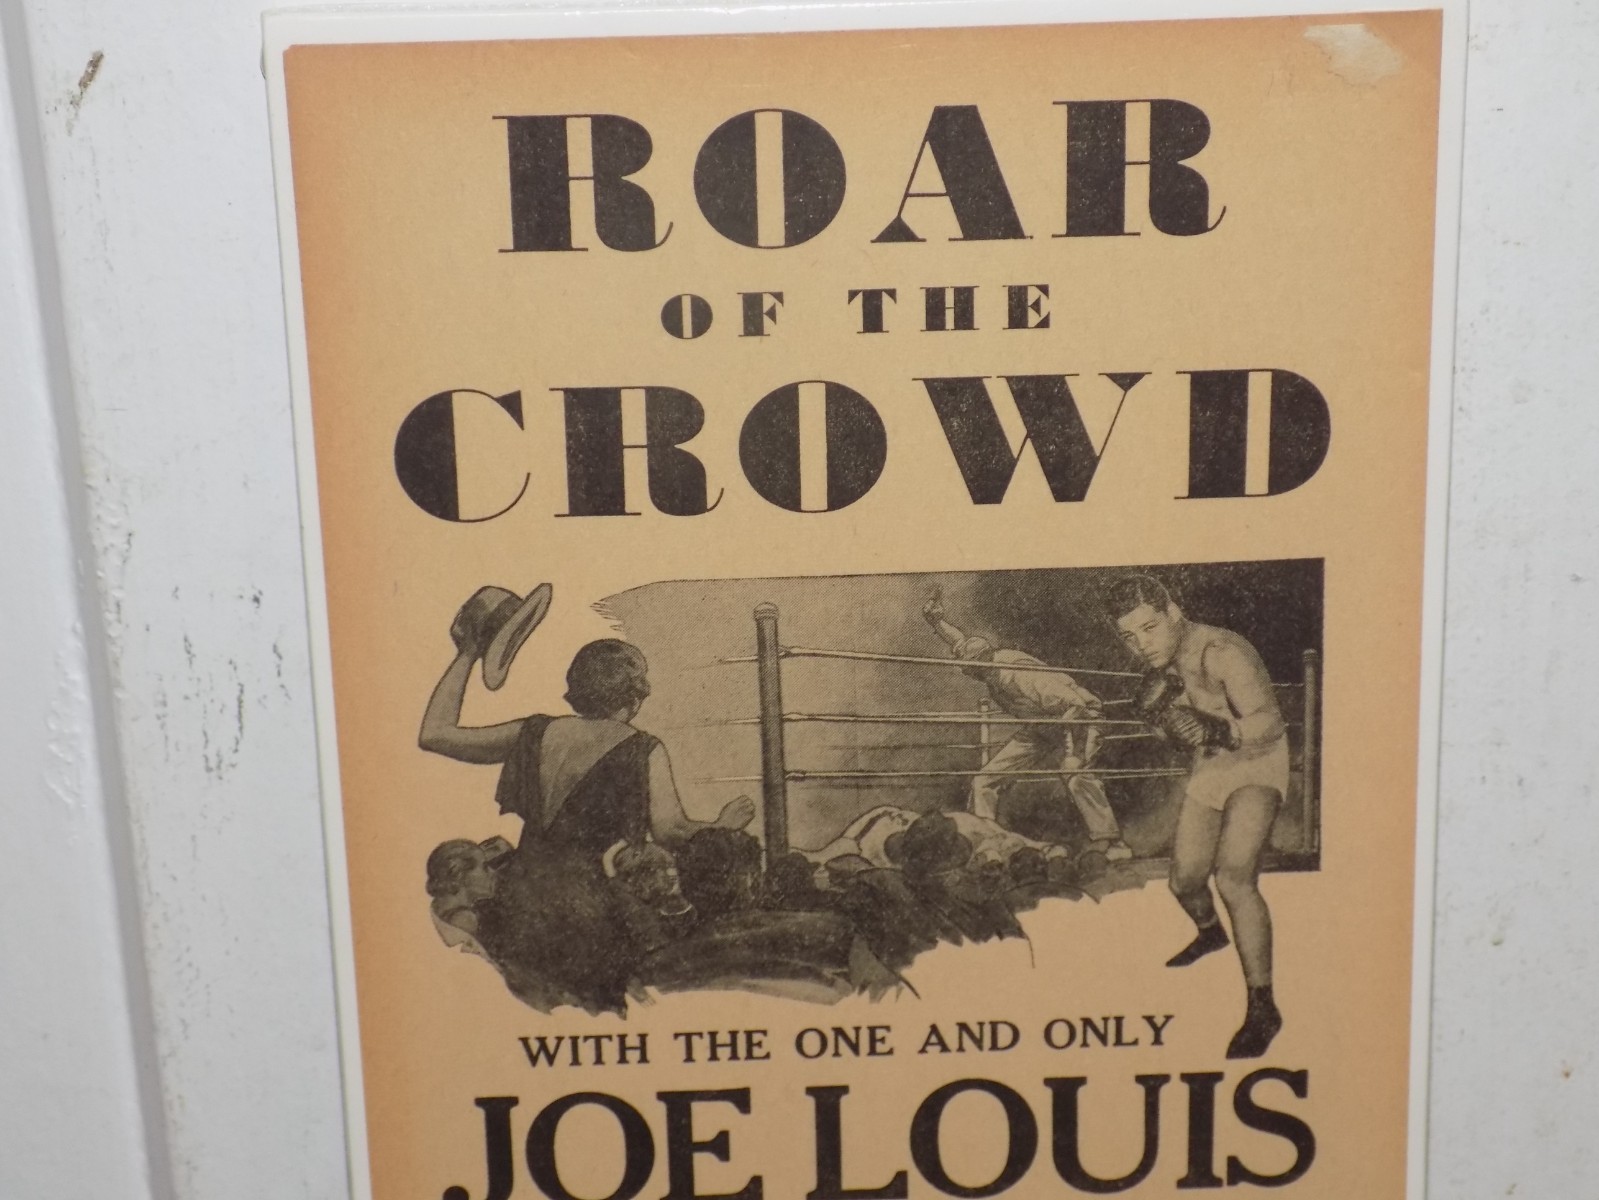 ROAR
OF THE
CROWD
WITH THE ONE AND ONLY
JOE LOUIS